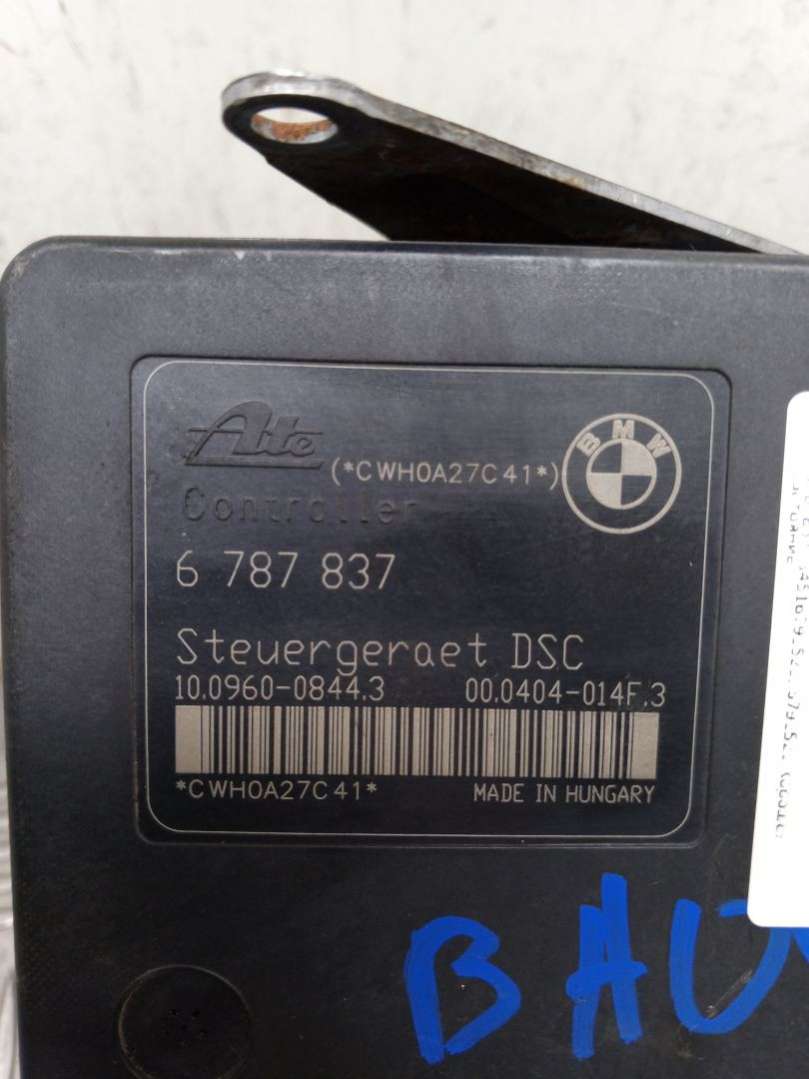 Ate
(*CWH0A27C41*)
BMW
Controller
6 787 837
Steuergeraet DSC
10.0960-0844.3 00.0404-014F.3
*CWH0A27C41* MADE IN HUNGARY